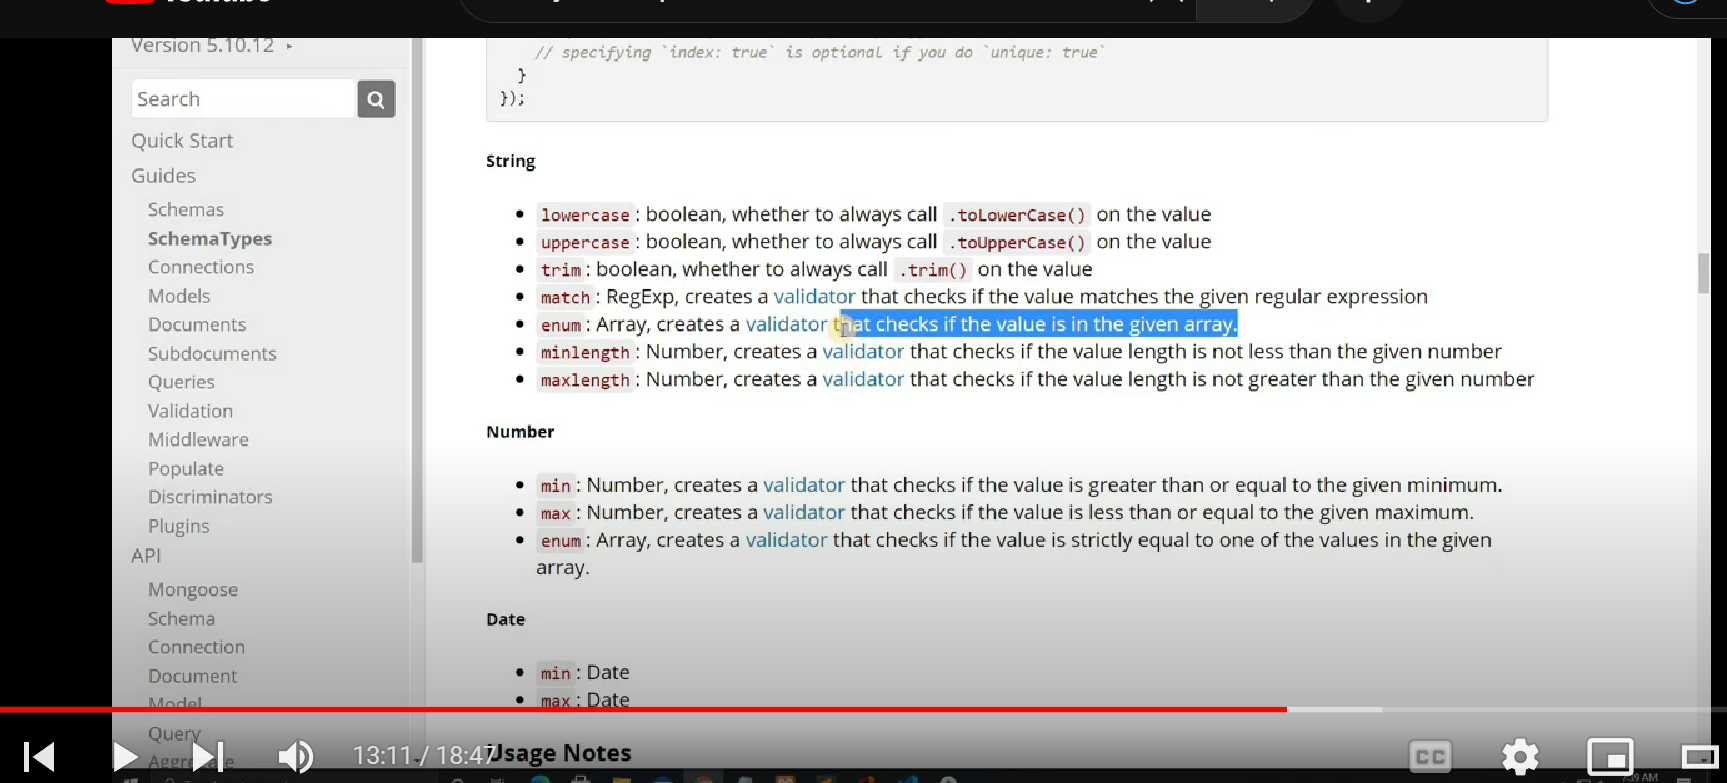 Version 5.10.12 ▸
Search
Quick Start
Guides
Schemas
SchemaTypes
Connections
Models
Documents
Subdocuments
Queries
Validation
Middleware
Populate
Discriminators
Plugins
API
Mongoose
Schema
Connection
Document
Model
Query
Aggregate
// specifying `index: true` is optional if you do `unique: true`
}
});
String
lowercase: boolean, whether to always call .toLowerCase() on the value
uppercase: boolean, whether to always call .toUpperCase() on the value
trim: boolean, whether to always call .trim() on the value
match: RegExp, creates a validator that checks if the value matches the given regular expression
enum: Array, creates a validator that checks if the value is in the given array.
minlength: Number, creates a validator that checks if the value length is not less than the given number
maxlength: Number, creates a validator that checks if the value length is not greater than the given number
Number
min: Number, creates a validator that checks if the value is greater than or equal to the given minimum.
max: Number, creates a validator that checks if the value is less than or equal to the given maximum.
enum: Array, creates a validator that checks if the value is strictly equal to one of the values in the given
array.
Date
min: Date
max: Date
Usage Notes
13:11 / 18:47
CC